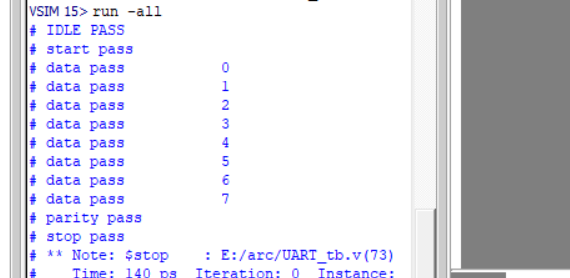 VSIM 15> run -all
# IDLE PASS
# start pass
# data pass 0
# data pass 1
# data pass 2
# data pass 3
# data pass 4
# data pass 5
# data pass 6
# data pass 7
# parity pass
# stop pass
# ** Note: $stop : E:/arc/UART_tb.v(73)
# Time: 140 ps Iteration: 0 Instance: